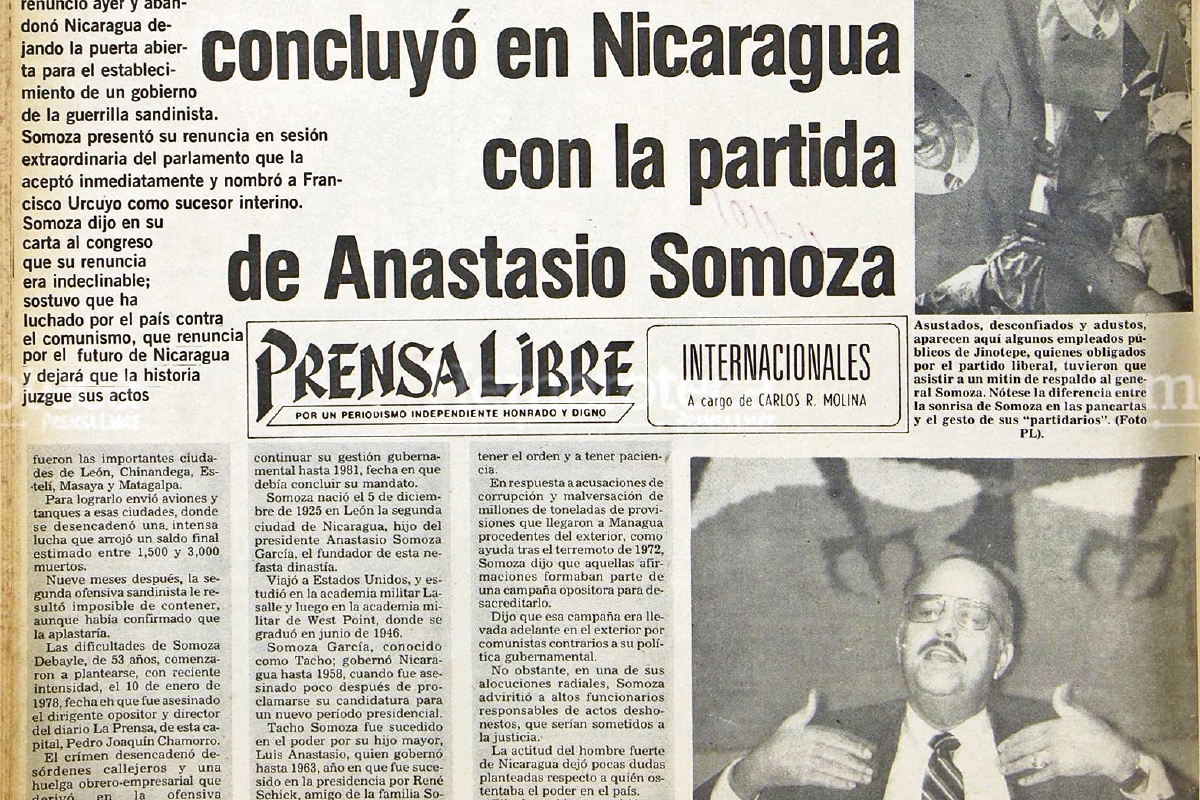 renunció ayer y aban-
donó Nicaragua de-
jando la puerta abier-
ta para el estableci-
miento de un gobierno
de la guerrilla sandinista.
Somoza presentó su renuncia en sesión
extraordinaria del parlamento que la
aceptó inmediatamente y nombró a Fran-
cisco Urcuyo como sucesor interino.
Somoza dijo en su
carta al congreso
que su renuncia
era indeclinable;
sostuvo que ha
luchado por el país contra
el comunismo, que renuncia
por el futuro de Nicaragua
y dejará que la historia
juzgue sus actos
concluyó en Nicaragua
con la partida
de Anastasio Somoza
PRENSA LIBRE
POR UN PERIODISMO INDEPENDIENTE HONRADO Y DIGNO
INTERNACIONALES
A cargo de CARLOS R. MOLINA
Asustados, desconfiados y adustos,
aparecen aquí algunos empleados pú-
blicos de Jinotepe, quienes obligados
por el partido liberal, tuvieron que
asistir a un mitin de respaldo al gene-
ral Somoza. Nótese la diferencia entre
la sonrisa de Somoza en las pancartas
y el gesto de sus "partidarios". (Foto
PL).
fueron las importantes ciuda-
des de León, Chinandega, Es-
telí, Masaya y Matagalpa.
Para lograrlo envió aviones y
tanques a esas ciudades, donde
se desencadenó una intensa
lucha que arrojó un saldo final
estimado entre 1,500 y 3,000
muertos.
Nueve meses después, la se-
gunda ofensiva sandinista le re-
sultó imposible de contener,
aunque había confirmado que
la aplastaría.
Las dificultades de Somoza
Debayle, de 53 años, comenza-
ron a plantearse, con reciente
intensidad, el 10 de enero de
1978, fecha eh que fue asesinado
el dirigente opositor y director
del diario La Prensa, de esta ca-
pital, Pedro Joaquín Chamorro.
El crímen desencadenó de-
sórdenes callejeros y una
huelga obrero-empresarial que
derivó en la ofensiva
continuar su gestión guberna-
mental hasta 1981, fecha en que
debía concluir su mandato.
Somoza nació el 5 de diciem-
bre de 1925 en León la segunda
ciudad de Nicaragua, hijo del
presidente Anastasio Somoza
García, el fundador de esta ne-
fasta dinastía.
Viajó a Estados Unidos, y es-
tudió en la academia militar La-
salle y luego en la academia mi-
litar de West Point, donde se
graduó en junio de 1946.
Somoza García, conocido
como Tacho; gobernó Nicara-
gua hasta 1958, cuando fue ase-
sinado poco después de pro-
clamarse su candidatura para
un nuevo período presidencial.
Tacho Somoza fue sucedido
en el poder por su hijo mayor,
Luis Anastasio, quien gobernó
hasta 1963, año en que fue suce-
sido en la presidencia por René
Schick, amigo de la familia So-
tener el orden y a tener pacien-
cia.
En respuesta a acusaciones de
corrupción y malversación de
millones de toneladas de provi-
siones que llegaron a Managua
procedentes del exterior, como
ayuda tras el terremoto de 1972,
Somoza dijo que aquellas afir-
maciones formaban parte de
una campaña opositora para de-
sacreditarlo.
Dijo que esa campaña era lle-
vada adelante en el exterior por
comunistas contrarios a su polí-
tica gubernamental.
No obstante, en una de sus
alocuciones radiales, Somoza
adviritió a altos funcionarios
responsables de actos desho-
nestos, que serían sometidos a
la justicia.
La actitud del hombre fuerte
de Nicaragua dejó pocas dudas
planteadas respecto a quién os-
tentaba el poder en el país.